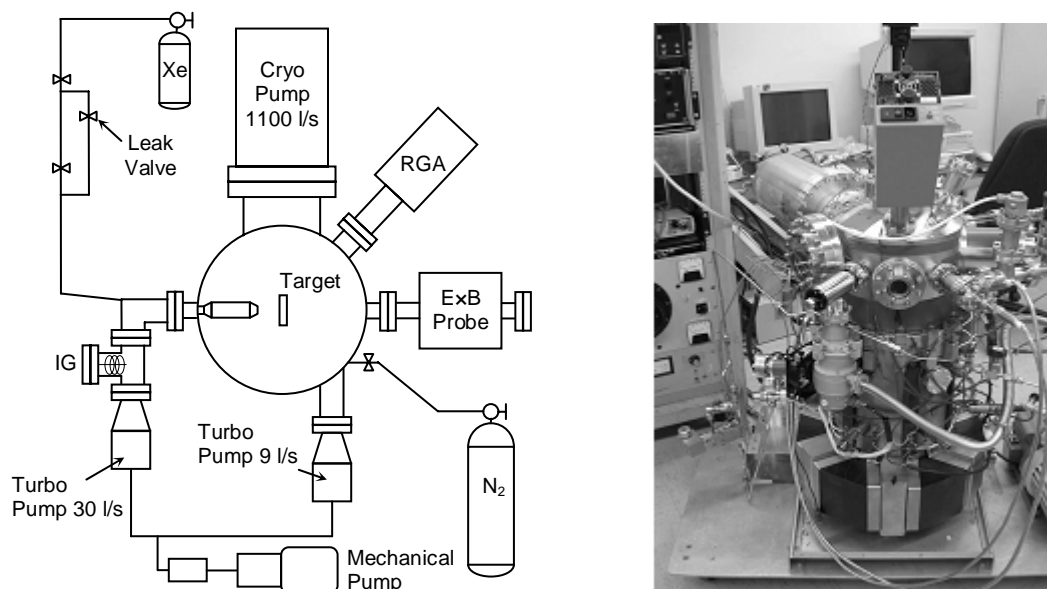 Xe
Cryo
Pump
1100 l/s
Leak
Valve
RGA
Target
E×B
Probe
IG
Turbo
Pump 9 l/s
Turbo
Pump 30 l/s
N₂
Mechanical
Pump